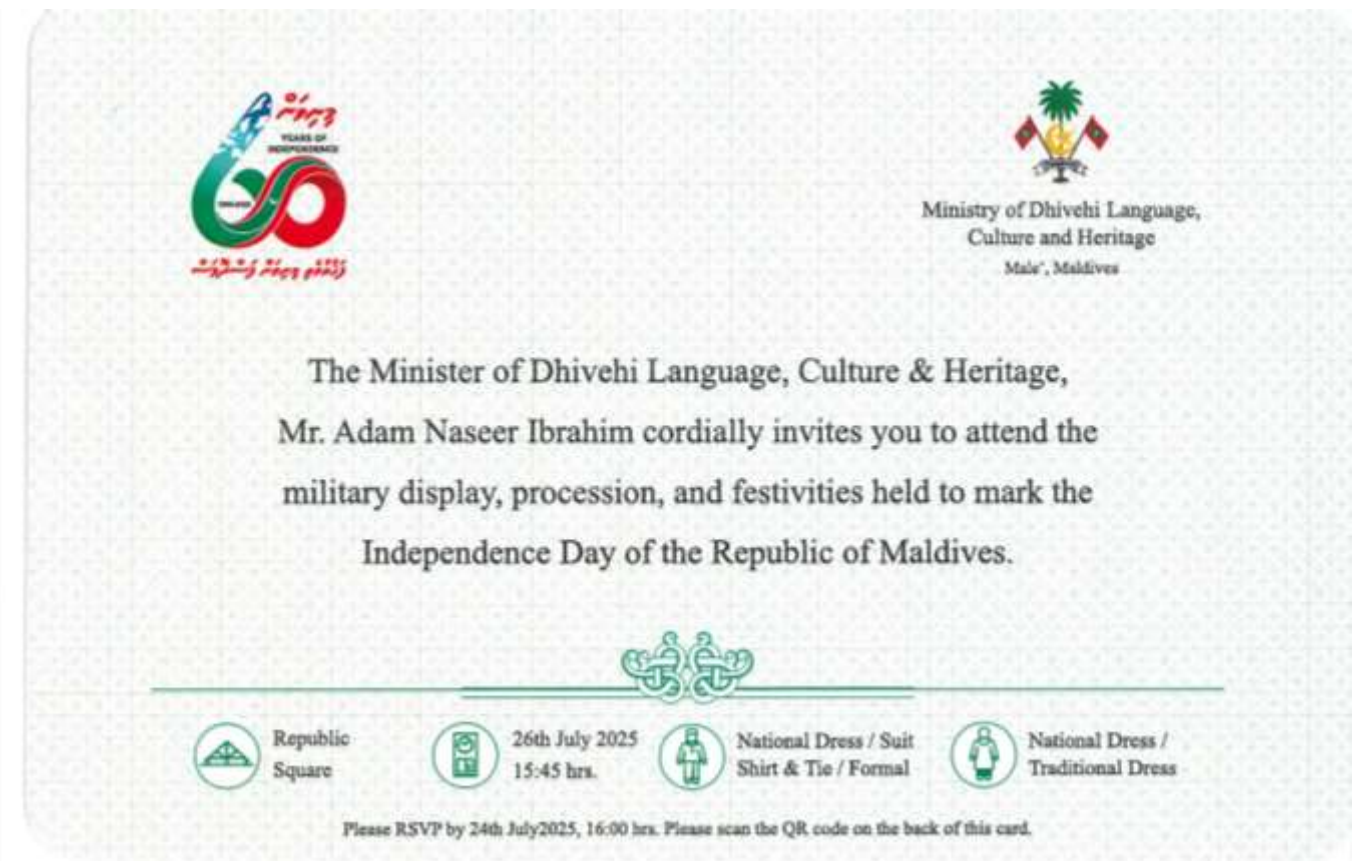 YEARS OF
INDEPENDENCE
Ministry of Dhivehi Language,
Culture and Heritage
Male', Maldives
The Minister of Dhivehi Language, Culture & Heritage,
Mr. Adam Naseer Ibrahim cordially invites you to attend the
military display, procession, and festivities held to mark the
Independence Day of the Republic of Maldives.
Republic
Square
26th July 2025
15:45 hrs.
National Dress / Suit
Shirt & Tie / Formal
National Dress /
Traditional Dress
Please RSVP by 24th July2025, 16:00 hrs. Please scan the QR code on the back of this card.